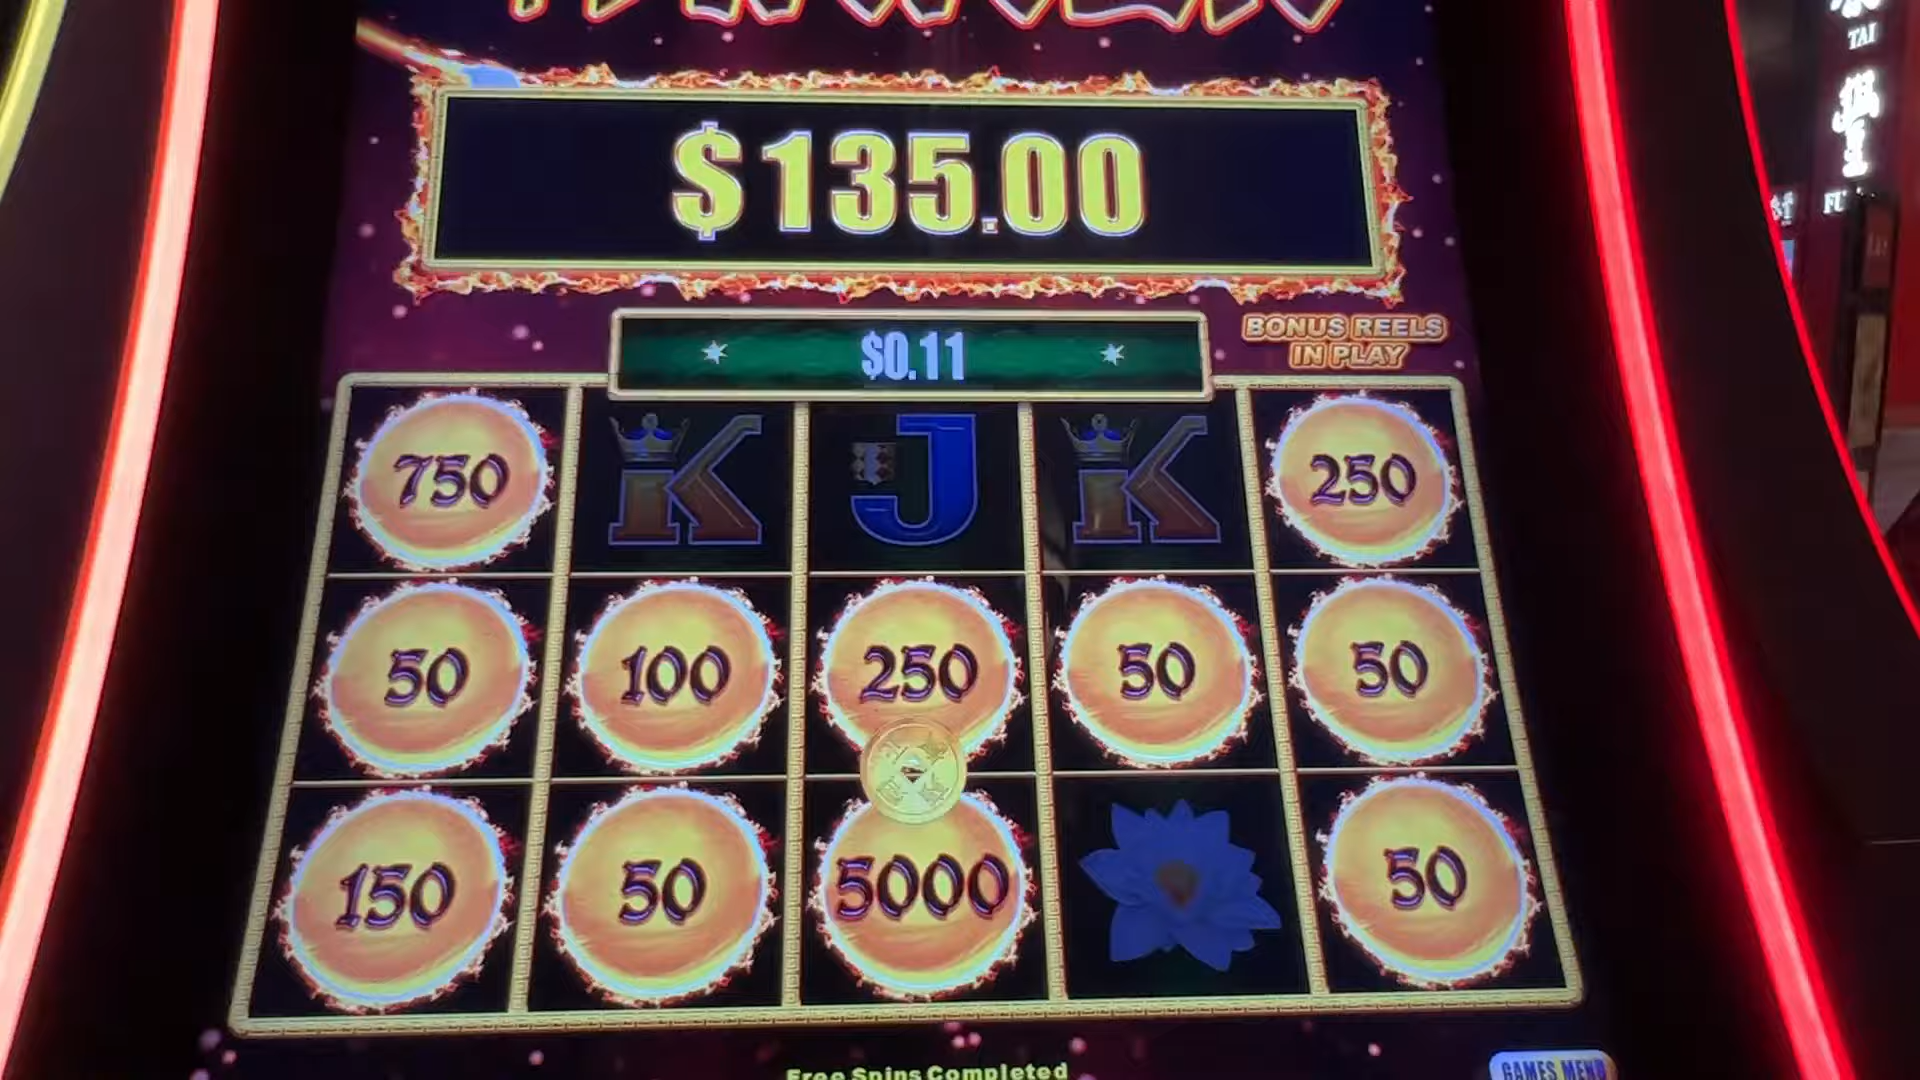 $135.00
$0.11
BONUS REELS
IN PLAY
750 K J K 250
50 100 250 50 50
150 50 5000 50
Free Spins Completed
GAMES MENU
TAI
FU